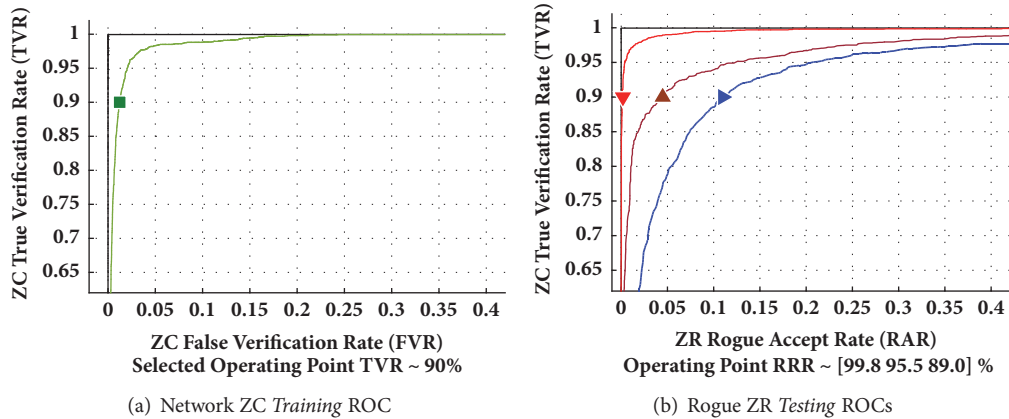 ZC True Verification Rate (TVR)
1
0.95
0.9
0.85
0.8
0.75
0.7
0.65
0 0.05 0.1 0.15 0.2 0.25 0.3 0.35 0.4
ZC False Verification Rate (FVR)
Selected Operating Point TVR ~ 90%
(a) Network ZC Training ROC
ZC True Verification Rate (TVR)
1
0.95
0.9
0.85
0.8
0.75
0.7
0.65
0 0.05 0.1 0.15 0.2 0.25 0.3 0.35 0.4
ZR Rogue Accept Rate (RAR)
Operating Point RRR ~ [99.8 95.5 89.0] %
(b) Rogue ZR Testing ROCs